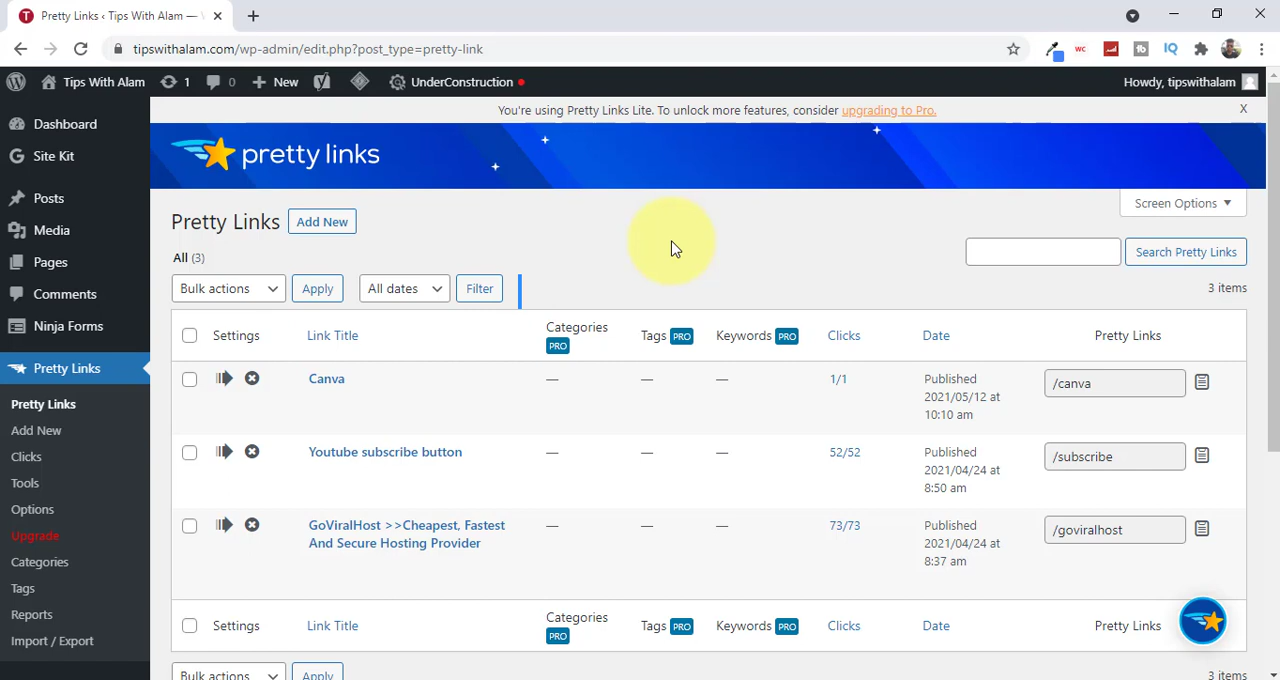 Pretty Links ‹ Tips With Alam —
tipswithalam.com/wp-admin/edit.php?post_type=pretty-link
WC
IQ
Tips With Alam
1
0
New
UnderConstruction
Howdy, tipswithalam
You're using Pretty Links Lite. To unlock more features, consider upgrading to Pro.
X
pretty links
Dashboard
Site Kit
Posts
Media
Pages
Comments
Ninja Forms
Pretty Links
Pretty Links
Add New
Clicks
Tools
Options
Upgrade
Categories
Tags
Reports
Import / Export
Screen Options
Pretty Links Add New
All (3)
Search Pretty Links
Bulk actions Apply All dates Filter
3 items
Settings Link Title Categories PRO Tags PRO Keywords PRO Clicks Date Pretty Links
Canva — — — 1/1 Published
2021/05/12 at
10:10 am
/canva
Youtube subscribe button — — — 52/52 Published
2021/04/24 at
8:50 am
/subscribe
GoViralHost >>Cheapest, Fastest
And Secure Hosting Provider
— — — 73/73 Published
2021/04/24 at
8:37 am
/goviralhost
Settings Link Title Categories PRO Tags PRO Keywords PRO Clicks Date Pretty Links
Bulk actions Apply
3 items